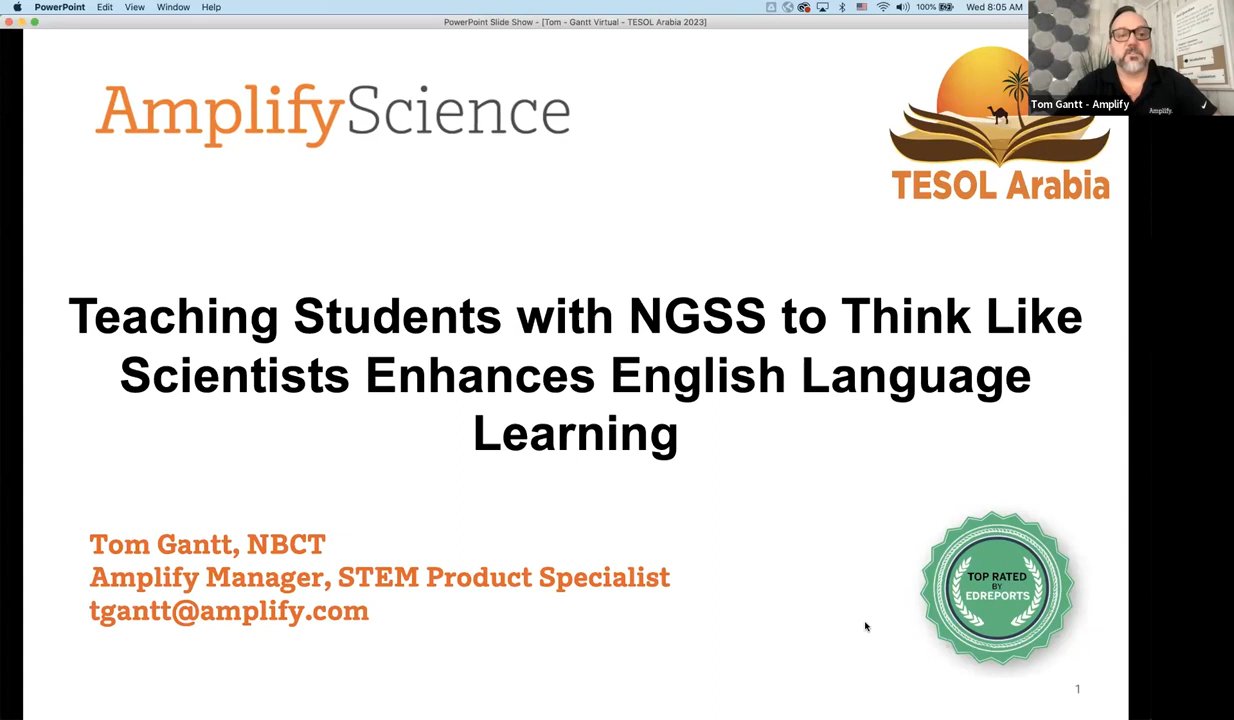 PowerPoint Edit View Window Help
100% Wed 8:05 AM
PowerPoint Slide Show - [Tom - Gantt Virtual - TESOL Arabia 2023]
AmplifyScience
TESOL Arabia
Tom Gantt - Amplify
Amplify.
Teaching Students with NGSS to Think Like
Scientists Enhances English Language
Learning
Tom Gantt, NBCT
Amplify Manager, STEM Product Specialist
tgantt@amplify.com
TOP RATED
BY
EDREPORTS
1